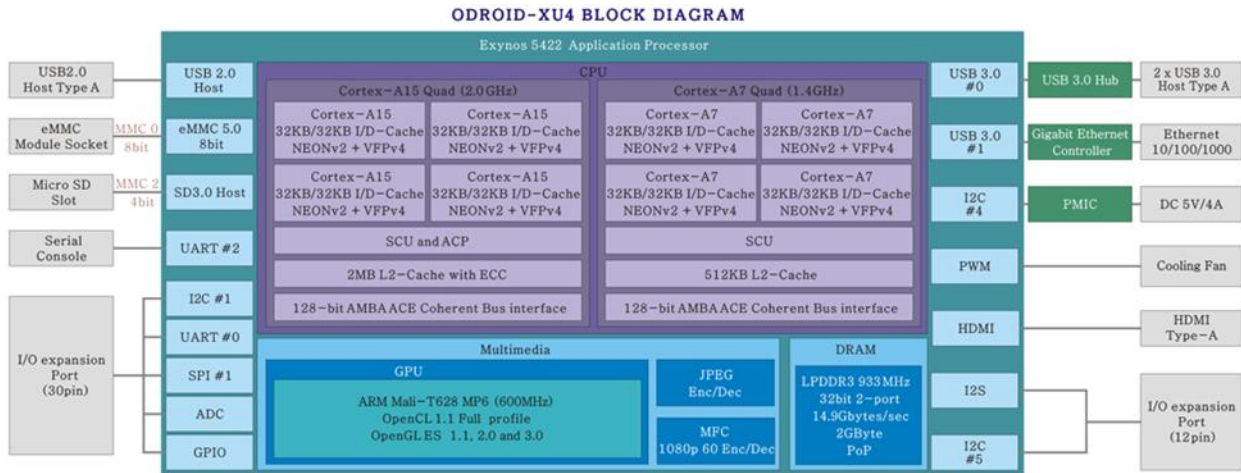 ODROID-XU4 BLOCK DIAGRAM
Exynos 5422 Application Processor
USB2.0
Host Type A
eMMC
Module Socket
MMC 0
8bit
Micro SD
Slot
MMC 2
4bit
Serial
Console
I/O expansion
Port
(30pin)
USB 2.0
Host
eMMC 5.0
8bit
SD3.0 Host
UART #2
I2C #1
UART #0
SPI #1
ADC
GPIO
CPU
Cortex-A15 Quad (2.0GHz)
Cortex-A15
32KB/32KB I/D-Cache
NEONv2 + VFPv4
Cortex-A15
32KB/32KB I/D-Cache
NEONv2 + VFPv4
Cortex-A15
32KB/32KB I/D-Cache
NEONv2 + VFPv4
Cortex-A15
32KB/32KB I/D-Cache
NEONv2 + VFPv4
SCU and ACP
2MB L2-Cache with ECC
128-bit AMBA ACE Coherent Bus interface
Cortex-A7 Quad (1.4GHz)
Cortex-A7
32KB/32KB I/D-Cache
NEONv2 + VFPv4
Cortex-A7
32KB/32KB I/D-Cache
NEONv2 + VFPv4
Cortex-A7
32KB/32KB I/D-Cache
NEONv2 + VFPv4
Cortex-A7
32KB/32KB I/D-Cache
NEONv2 + VFPv4
SCU
512KB L2-Cache
128-bit AMBA ACE Coherent Bus interface
Multimedia
GPU
ARM Mali-T628 MP6 (600MHz)
OpenCL 1.1 Full profile
OpenGL ES 1.1, 2.0 and 3.0
JPEG
Enc/Dec
MFC
1080p 60 Enc/Dec
DRAM
LPDDR3 933MHz
32bit 2-port
14.9Gbytes/sec
2GByte
PoP
USB 3.0
#0
USB 3.0
#1
I2C
#4
PWM
HDMI
I2S
I2C
#5
USB 3.0 Hub
Gigabit Ethernet
Controller
PMIC
2 x USB 3.0
Host Type A
Ethernet
10/100/1000
DC 5V/4A
Cooling Fan
HDMI
Type-A
I/O expansion
Port
(12pin)